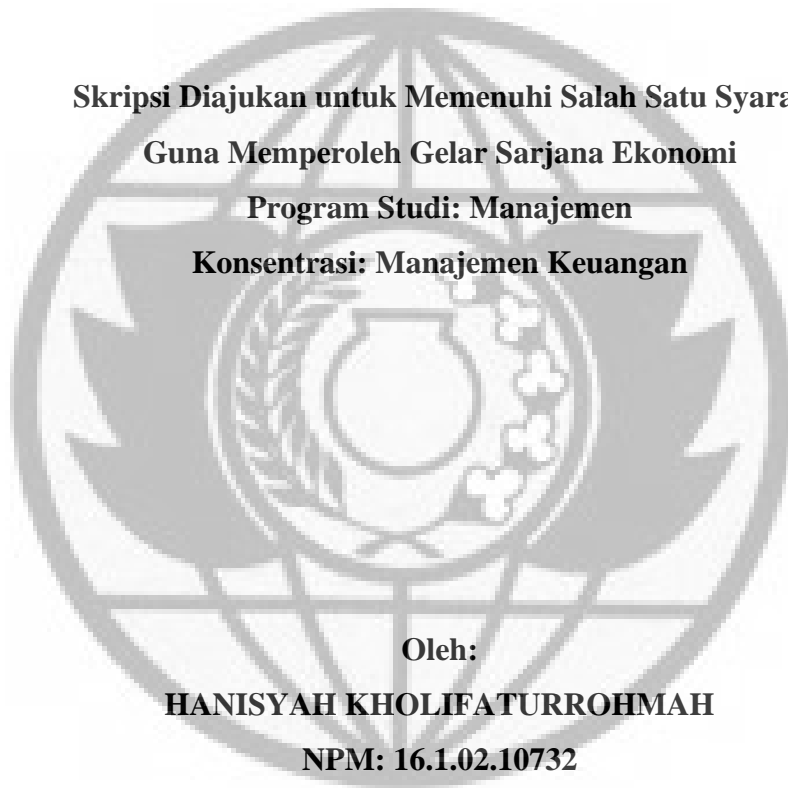 Skripsi Diajukan untuk Memenuhi Salah Satu Syara
Guna Memperoleh Gelar Sarjana Ekonomi
Program Studi: Manajemen
Konsentrasi: Manajemen Keuangan
Oleh:
HANISYAH KHOLIFATURROHMAH
NPM: 16.1.02.10732